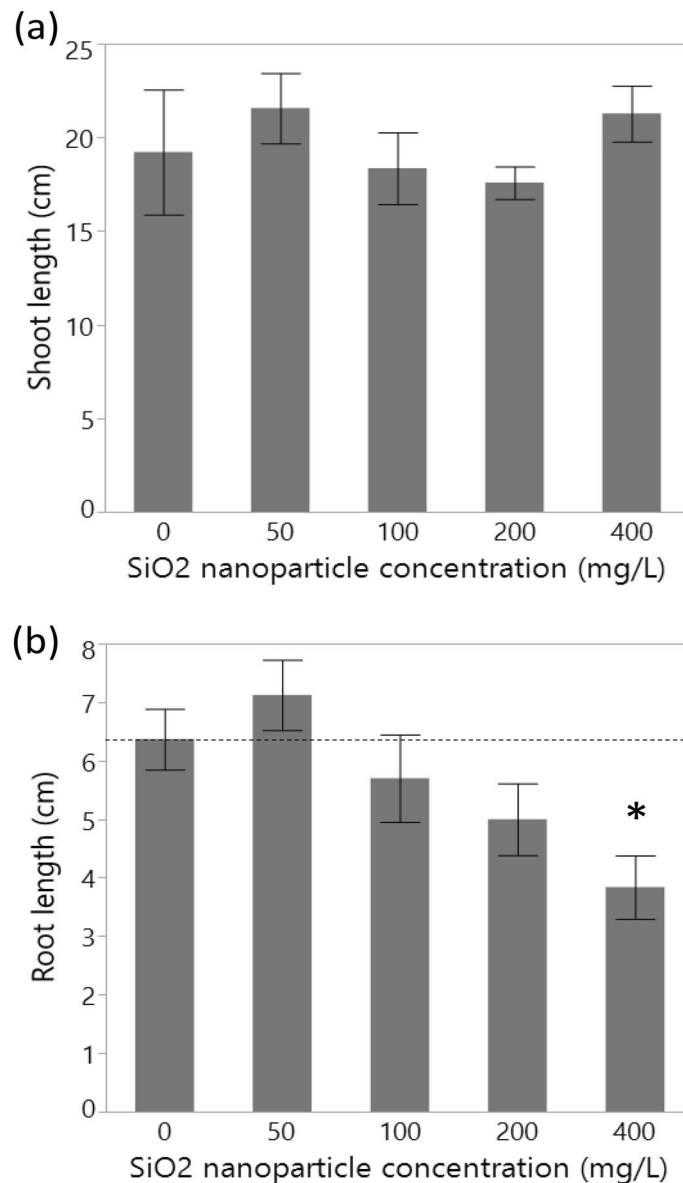 (a)
25
20
15
10
5
0
Shoot length (cm)
0 50 100 200 400
SiO2 nanoparticle concentration (mg/L)
(b)
8
7
6
5
4
3
2
1
0
Root length (cm)
*
0 50 100 200 400
SiO2 nanoparticle concentration (mg/L)